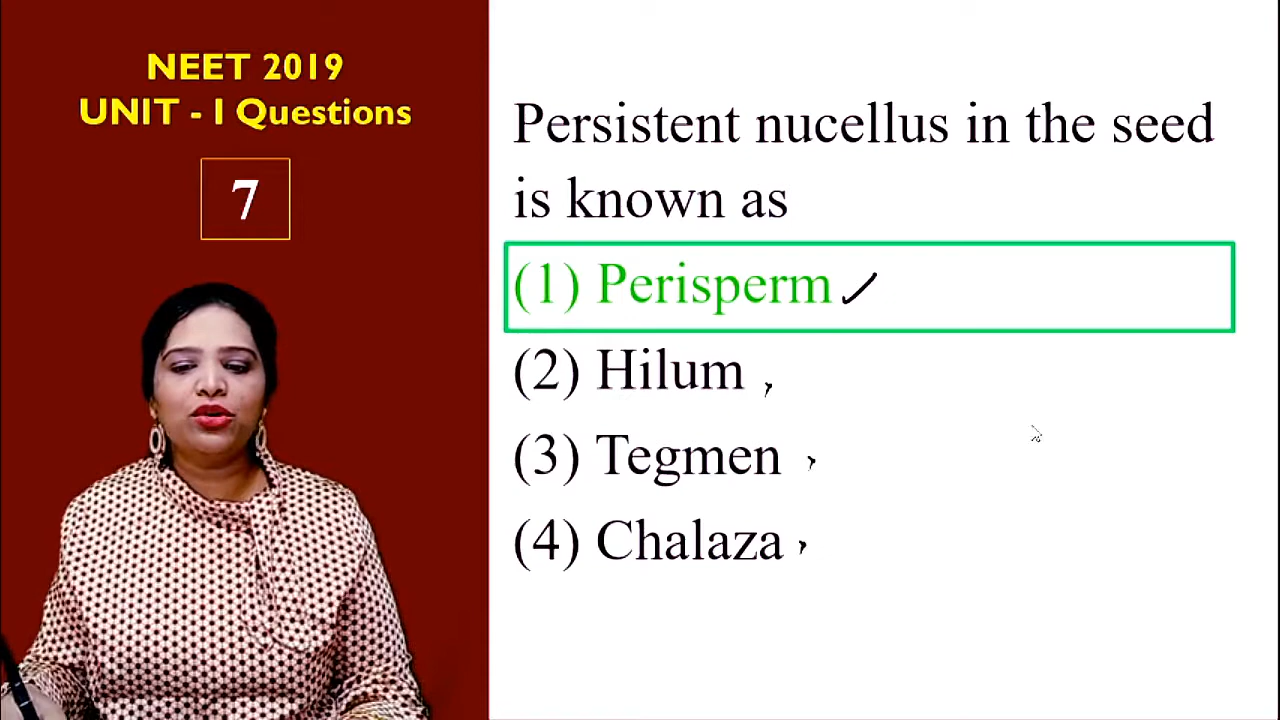 NEET 2019
UNIT - I Questions
7
Persistent nucellus in the seed
is known as
(1) Perisperm
(2) Hilum
(3) Tegmen
(4) Chalaza